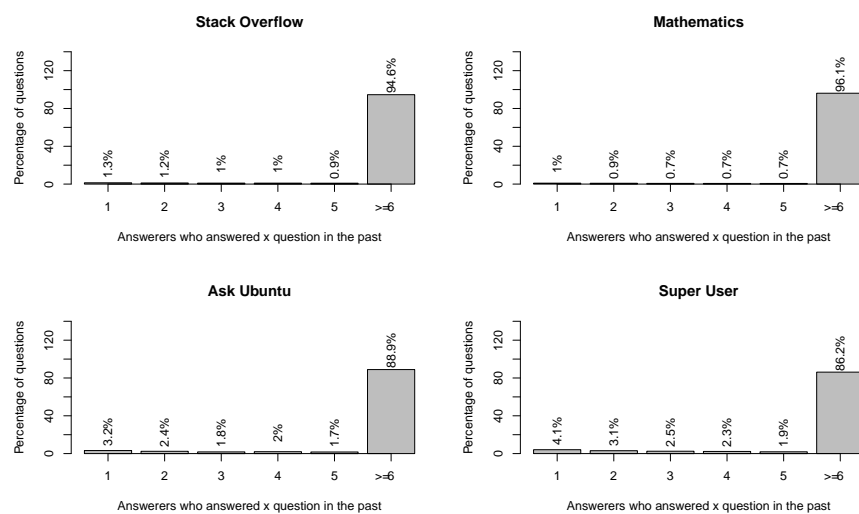 Stack Overflow
Percentage of questions
0 40 80 120
1.3% 1.2% 1% 1% 0.9% 94.6%
1 2 3 4 5 >=6
Answerers who answered x question in the past
Mathematics
Percentage of questions
0 40 80 120
1% 0.9% 0.7% 0.7% 0.7% 96.1%
1 2 3 4 5 >=6
Answerers who answered x question in the past
Ask Ubuntu
Percentage of questions
0 40 80 120
3.2% 2.4% 1.8% 2% 1.7% 88.9%
1 2 3 4 5 >=6
Answerers who answered x question in the past
Super User
Percentage of questions
0 40 80 120
4.1% 3.1% 2.5% 2.3% 1.9% 86.2%
1 2 3 4 5 >=6
Answerers who answered x question in the past